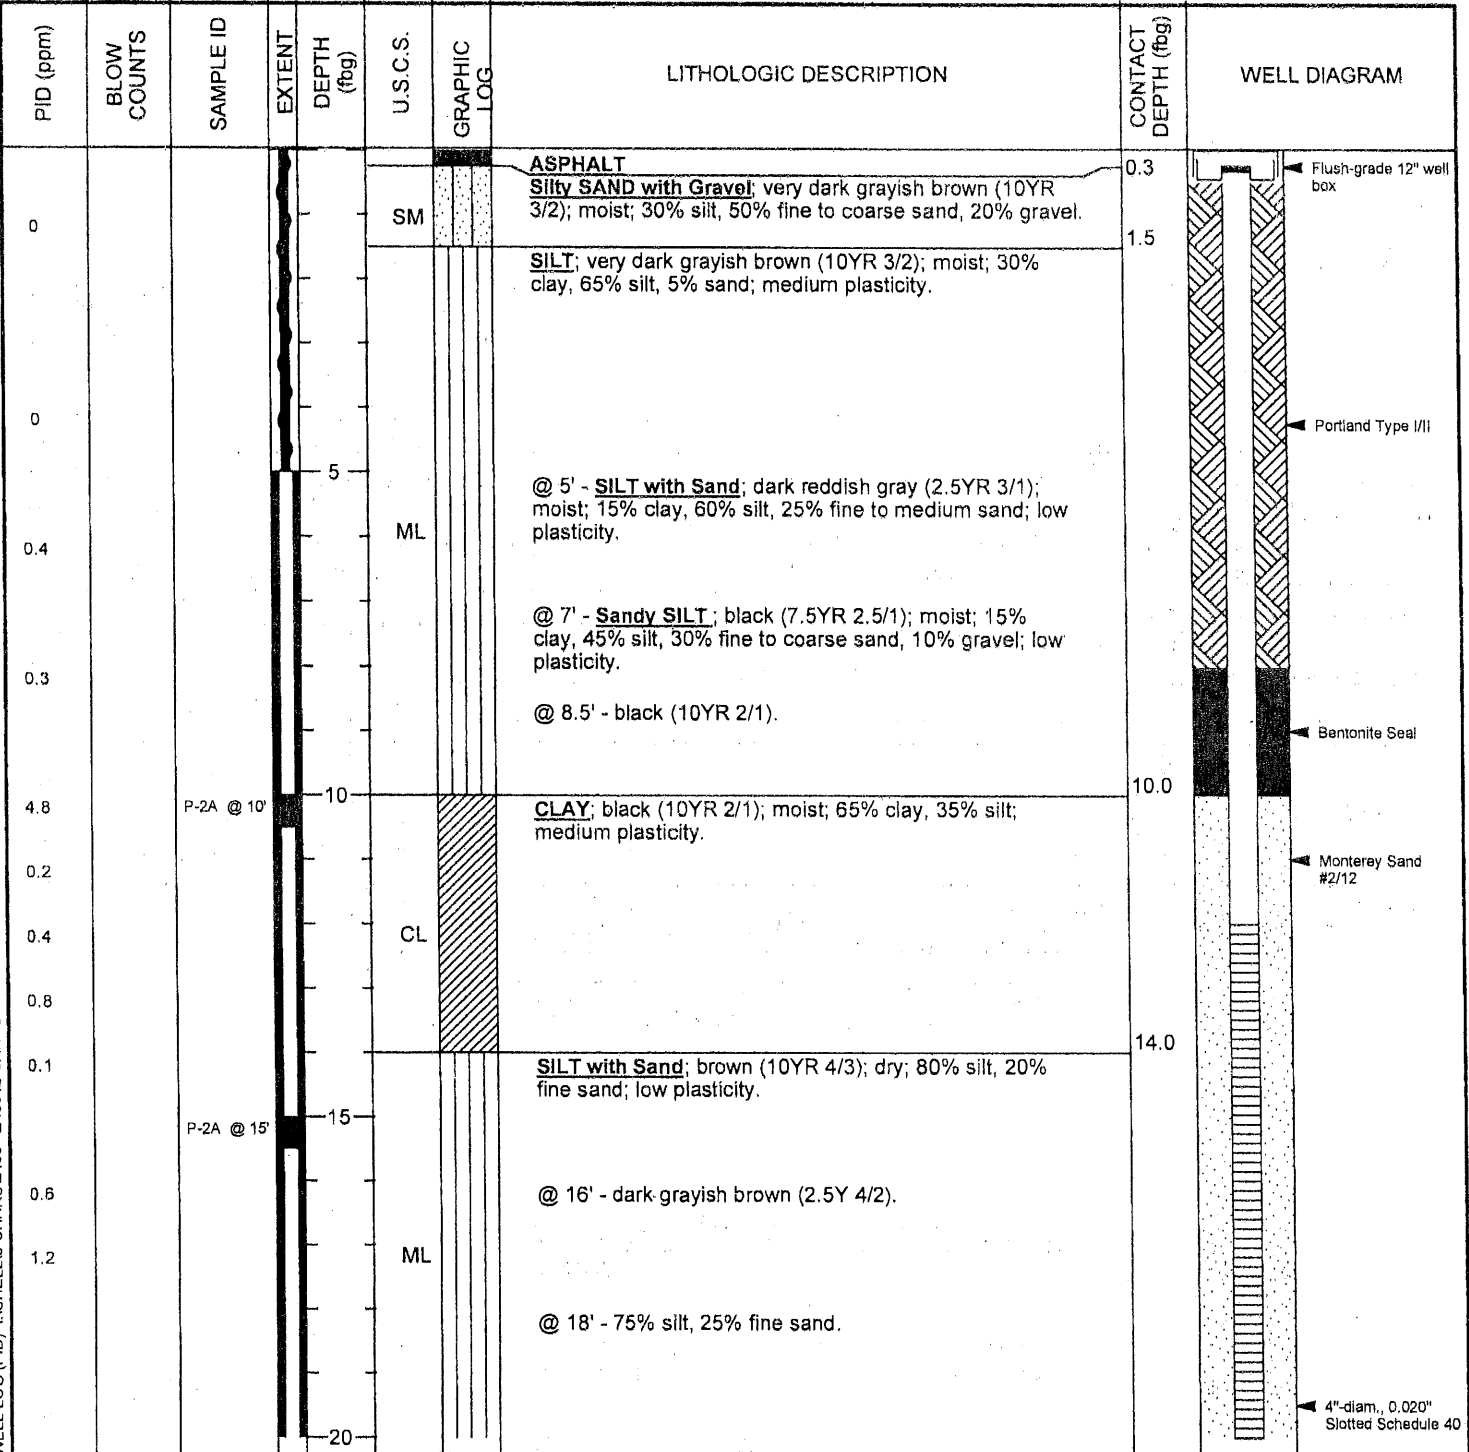 PID (ppm)
BLOW
COUNTS
SAMPLE ID
EXTENT
DEPTH
(fbg)
U.S.C.S.
GRAPHIC
LOG
LITHOLOGIC DESCRIPTION
CONTACT
DEPTH (fbg)
WELL DIAGRAM
ASPHALT
0.3
Flush-grade 12" well
box
Silty SAND with Gravel; very dark grayish brown (10YR
3/2); moist; 30% silt, 50% fine to coarse sand, 20% gravel.
SM
0
1.5
SILT; very dark grayish brown (10YR 3/2); moist; 30%
clay, 65% silt, 5% sand; medium plasticity.
0
Portland Type I/II
5
@ 5' - SILT with Sand; dark reddish gray (2.5YR 3/1);
moist; 15% clay, 60% silt, 25% fine to medium sand; low
plasticity.
ML
0.4
@ 7' - Sandy SILT ; black (7.5YR 2.5/1); moist; 15%
clay, 45% silt, 30% fine to coarse sand, 10% gravel; low
plasticity.
0.3
@ 8.5' - black (10YR 2/1).
Bentonite Seal
10.0
4.8
P-2A @ 10'
10
CLAY; black (10YR 2/1); moist; 65% clay, 35% silt;
medium plasticity.
Monterey Sand
#2/12
0.2
0.4
CL
0.8
14.0
0.1
SILT with Sand; brown (10YR 4/3); dry; 80% silt, 20%
fine sand; low plasticity.
15
P-2A @ 15'
0.6
@ 16' - dark grayish brown (2.5Y 4/2).
1.2
ML
@ 18' - 75% silt, 25% fine sand.
4"-diam., 0.020"
Slotted Schedule 40
20